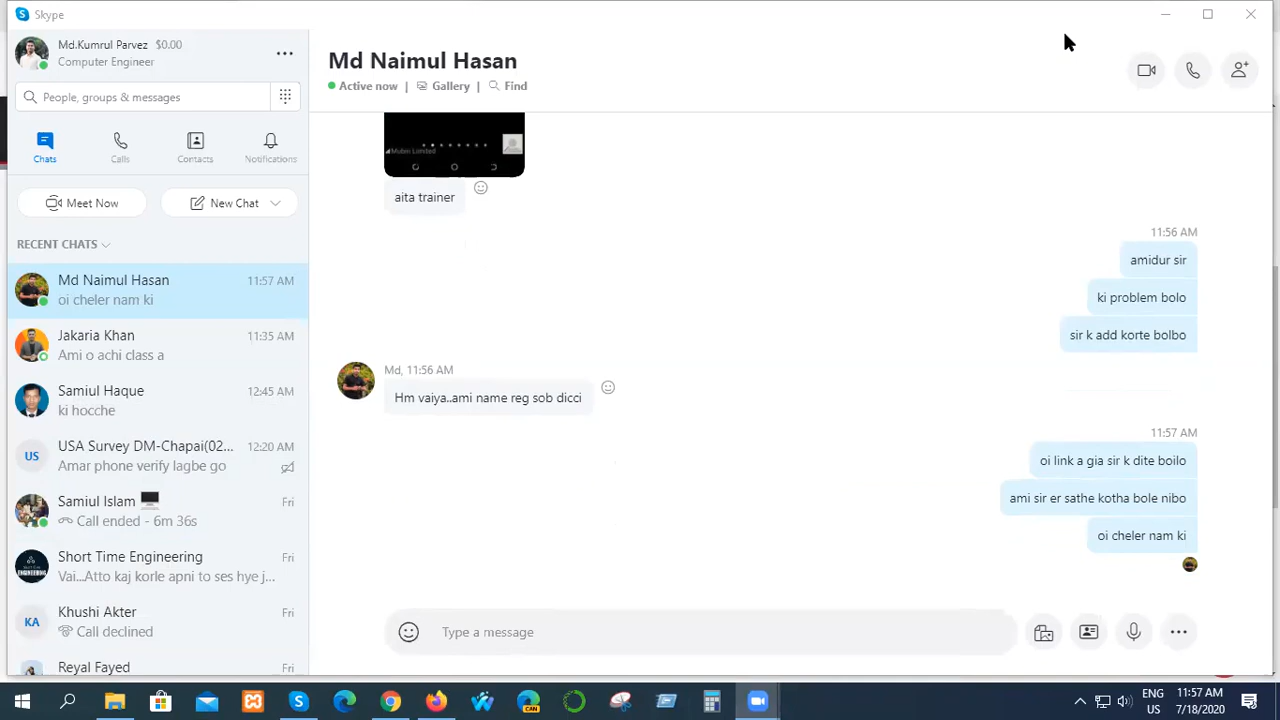 Skype
Md.Kumrul Parvez $0.00
Computer Engineer
People, groups & messages
Chats
Calls
Contacts
Notifications
Meet Now
New Chat
RECENT CHATS
Md Naimul Hasan 11:57 AM
oi cheler nam ki
Jakaria Khan 11:35 AM
Ami o achi class a
Samiul Haque 12:45 AM
ki hocche
US
USA Survey DM-Chapai(02... 12:20 AM
Amar phone verify lagbe go
Samiul Islam Fri
Call ended - 6m 36s
Short Time Engineering Fri
Vai...Atto kaj korle apni to ses hye j...
KA
Khushi Akter Fri
Call declined
Reyal Fayed Fri
Md Naimul Hasan
Active now | Gallery | Find
Muben Limited
aita trainer
11:56 AM
amidur sir
ki problem bolo
sir k add korte bolbo
Md, 11:56 AM
Hm vaiya..ami name reg sob dicci
11:57 AM
oi link a gia sir k dite boilo
ami sir er sathe kotha bole nibo
oi cheler nam ki
Type a message
CAN
ENG
US
11:57 AM
7/18/2020